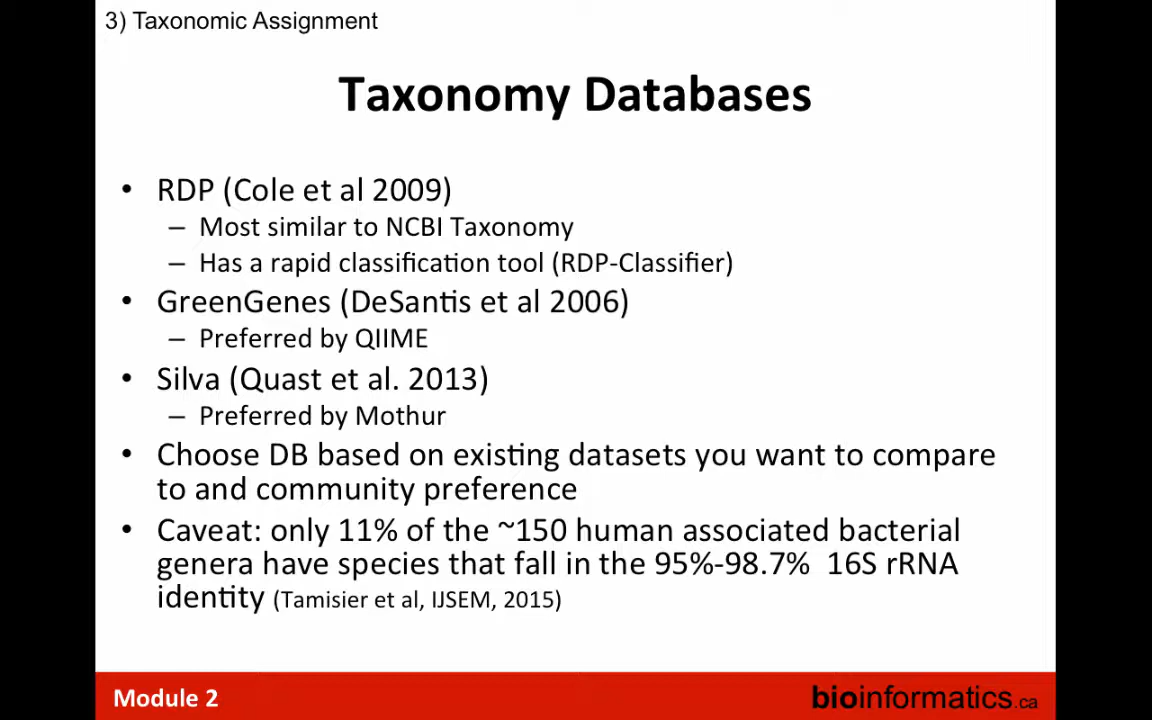 3) Taxonomic Assignment
Taxonomy Databases
• RDP (Cole et al 2009)
– Most similar to NCBI Taxonomy
– Has a rapid classification tool (RDP-Classifier)
• GreenGenes (DeSantis et al 2006)
– Preferred by QIIME
• Silva (Quast et al. 2013)
– Preferred by Mothur
• Choose DB based on existing datasets you want to compare
to and community preference
• Caveat: only 11% of the ~150 human associated bacterial
genera have species that fall in the 95%-98.7% 16S rRNA
identity (Tamisier et al, IJSEM, 2015)
Module 2
bioinformatics.ca